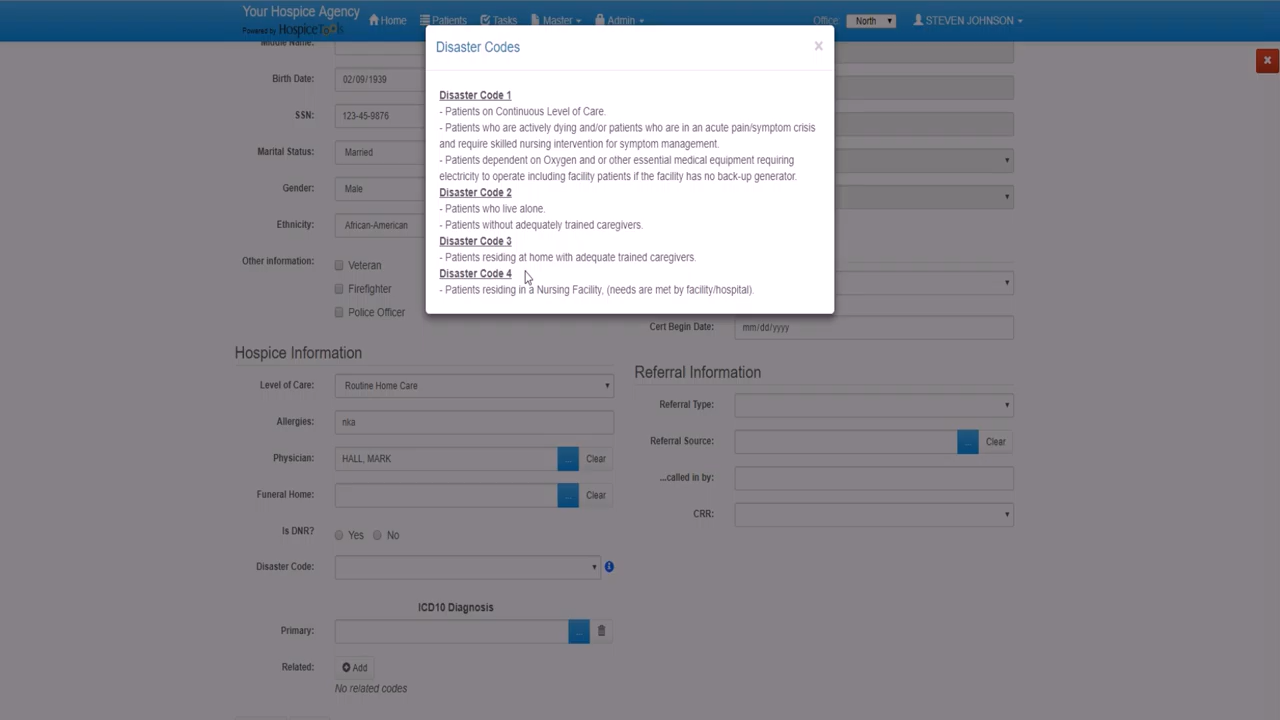 Your Hospice Agency
Powered by HospiceTools
Home
Patients
Tasks
Master
Admin
Office:
North
STEVEN JOHNSON
Disaster Codes
×
Disaster Code 1
- Patients on Continuous Level of Care.
- Patients who are actively dying and/or patients who are in an acute pain/symptom crisis
and require skilled nursing intervention for symptom management.
- Patients dependent on Oxygen and or other essential medical equipment requiring
electricity to operate including facility patients if the facility has no back-up generator.
Disaster Code 2
- Patients who live alone.
- Patients without adequately trained caregivers.
Disaster Code 3
- Patients residing at home with adequate trained caregivers.
Disaster Code 4
- Patients residing in a Nursing Facility, (needs are met by facility/hospital).
Middle Name:
Birth Date:
02/09/1939
SSN:
123-45-9876
Marital Status:
Married
Gender:
Male
Ethnicity:
African-American
Other information:
Veteran
Firefighter
Police Officer
Cert Begin Date:
mm/dd/yyyy
Hospice Information
Level of Care:
Routine Home Care
Allergies:
nka
Physician:
HALL, MARK
...
Clear
Funeral Home:
...
Clear
Is DNR?
Yes
No
Disaster Code:
ICD10 Diagnosis
Primary:
...
Related:
Add
No related codes
Referral Information
Referral Type:
Referral Source:
...
Clear
...called in by:
CRR: